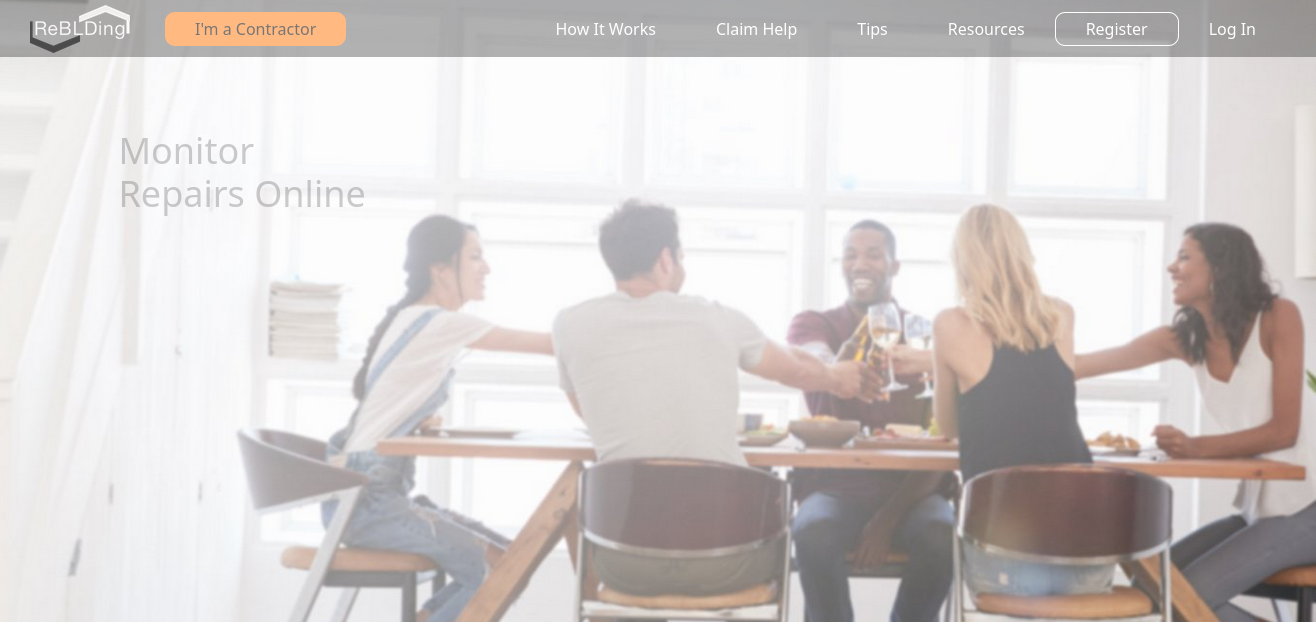 ReBLDing
I'm a Contractor
How It Works
Claim Help
Tips
Resources
Register
Log In
Monitor
Repairs Online